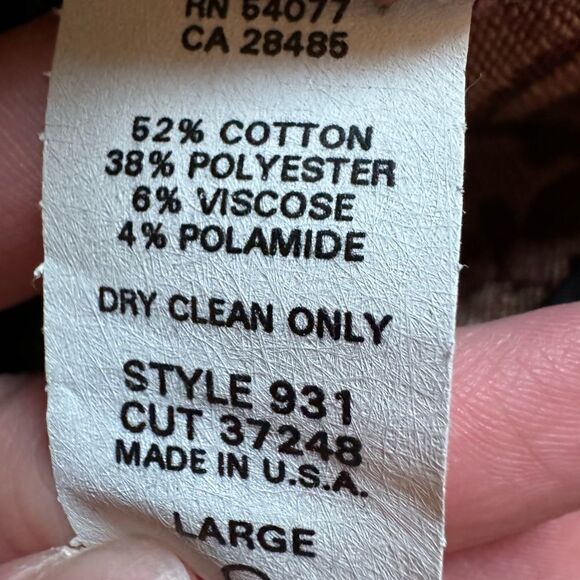 RN 54077
CA 28485
52% COTTON
38% POLYESTER
6% VISCOSE
4% POLAMIDE
DRY CLEAN ONLY
STYLE 931
CUT 37248
MADE IN U.S.A.
LARGE